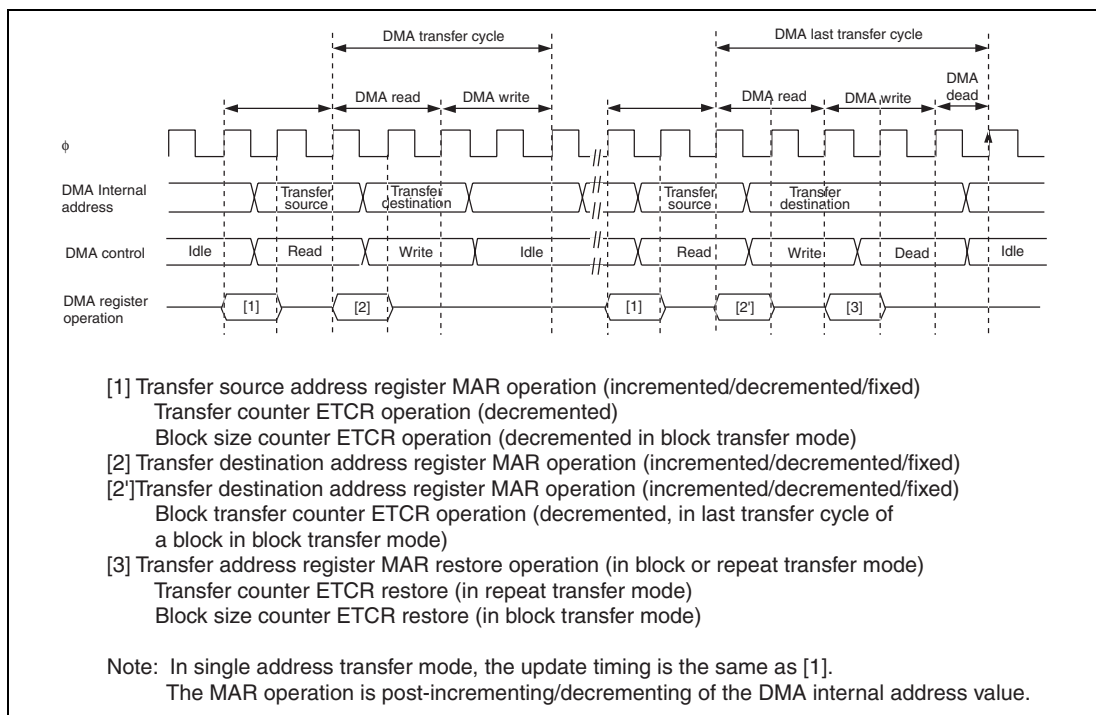 DMA transfer cycle
DMA last transfer cycle
DMA read
DMA write
DMA read
DMA write
DMA
dead
ϕ
DMA Internal
address
Transfer
source
Transfer
destination
Transfer
source
Transfer
destination
DMA control
Idle
Read
Write
Idle
Read
Write
Dead
Idle
DMA register
operation
[1]
[2]
[1]
[2']
[3]
[1] Transfer source address register MAR operation (incremented/decremented/fixed)
Transfer counter ETCR operation (decremented)
Block size counter ETCR operation (decremented in block transfer mode)
[2] Transfer destination address register MAR operation (incremented/decremented/fixed)
[2']Transfer destination address register MAR operation (incremented/decremented/fixed)
Block transfer counter ETCR operation (decremented, in last transfer cycle of
a block in block transfer mode)
[3] Transfer address register MAR restore operation (in block or repeat transfer mode)
Transfer counter ETCR restore (in repeat transfer mode)
Block size counter ETCR restore (in block transfer mode)
Note: In single address transfer mode, the update timing is the same as [1].
The MAR operation is post-incrementing/decrementing of the DMA internal address value.